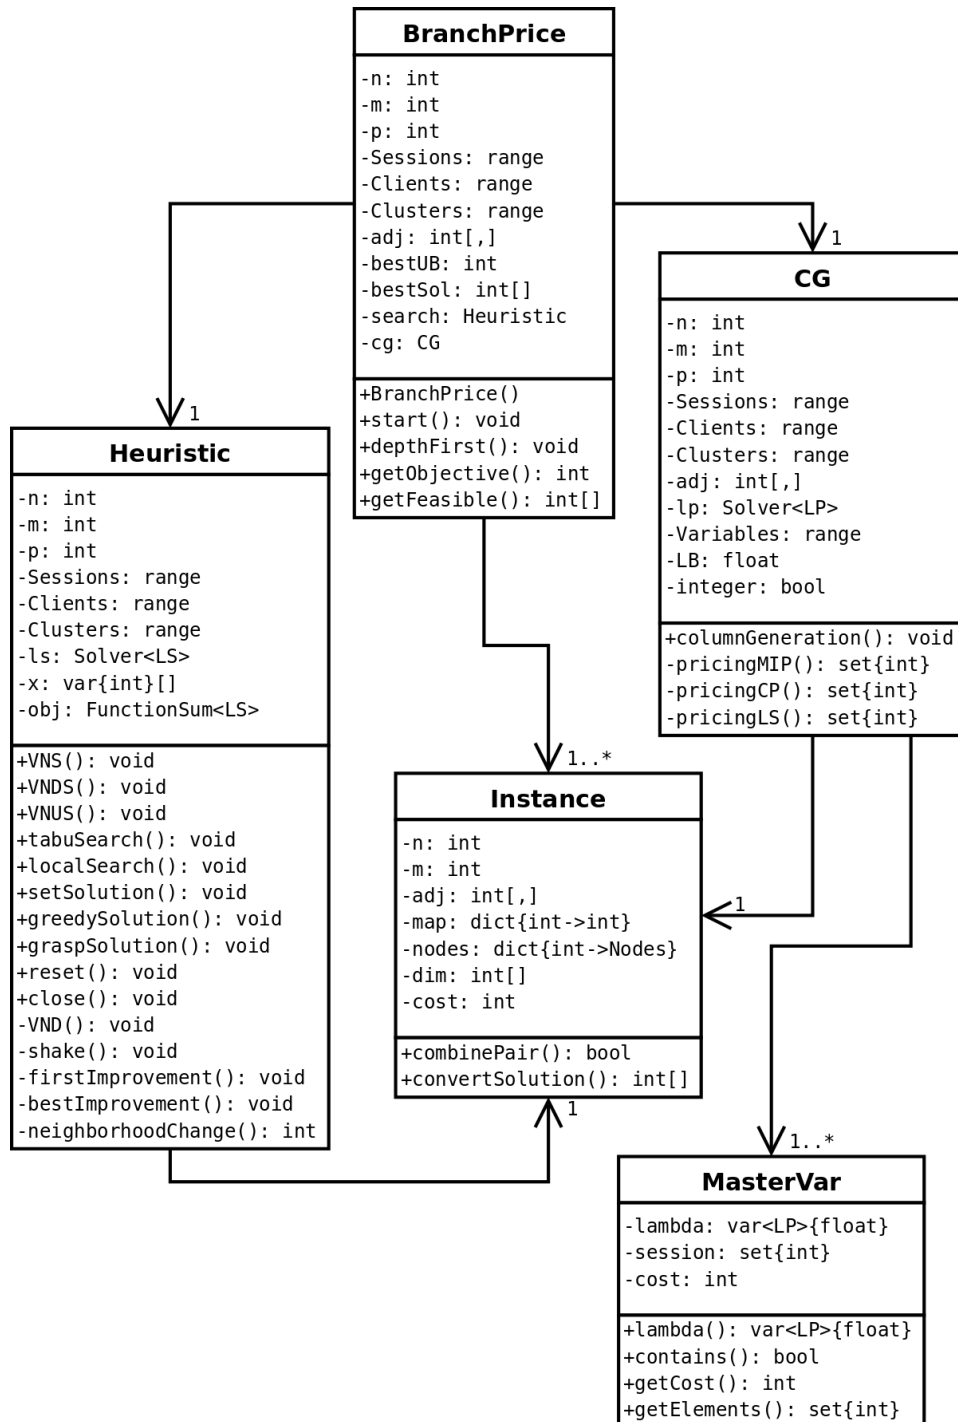 BranchPrice
-n: int
-m: int
-p: int
-Sessions: range
-Clients: range
-Clusters: range
-adj: int[,]
-bestUB: int
-bestSol: int[]
-search: Heuristic
-cg: CG
+BranchPrice()
+start(): void
+depthFirst(): void
+getObjective(): int
+getFeasible(): int[]
1
CG
-n: int
-m: int
-p: int
-Sessions: range
-Clients: range
-Clusters: range
-adj: int[,]
-lp: Solver<LP>
-Variables: range
-LB: float
-integer: bool
+columnGeneration(): void
-pricingMIP(): set{int}
-pricingCP(): set{int}
-pricingLS(): set{int}
1
Heuristic
-n: int
-m: int
-p: int
-Sessions: range
-Clients: range
-Clusters: range
-ls: Solver<LS>
-x: var{int}[]
-obj: FunctionSum<LS>
+VNS(): void
+VNDS(): void
+VNUS(): void
+tabuSearch(): void
+localSearch(): void
+setSolution(): void
+greedySolution(): void
+graspSolution(): void
+reset(): void
+close(): void
-VND(): void
-shake(): void
-firstImprovement(): void
-bestImprovement(): void
-neighborhoodChange(): int
1..*
Instance
-n: int
-m: int
-adj: int[,]
-map: dict{int->int}
-nodes: dict{int->Nodes}
-dim: int[]
-cost: int
+combinePair(): bool
+convertSolution(): int[]
1
1
1..*
MasterVar
-lambda: var<LP>{float}
-session: set{int}
-cost: int
+lambda(): var<LP>{float}
+contains(): bool
+getCost(): int
+getElements(): set{int}